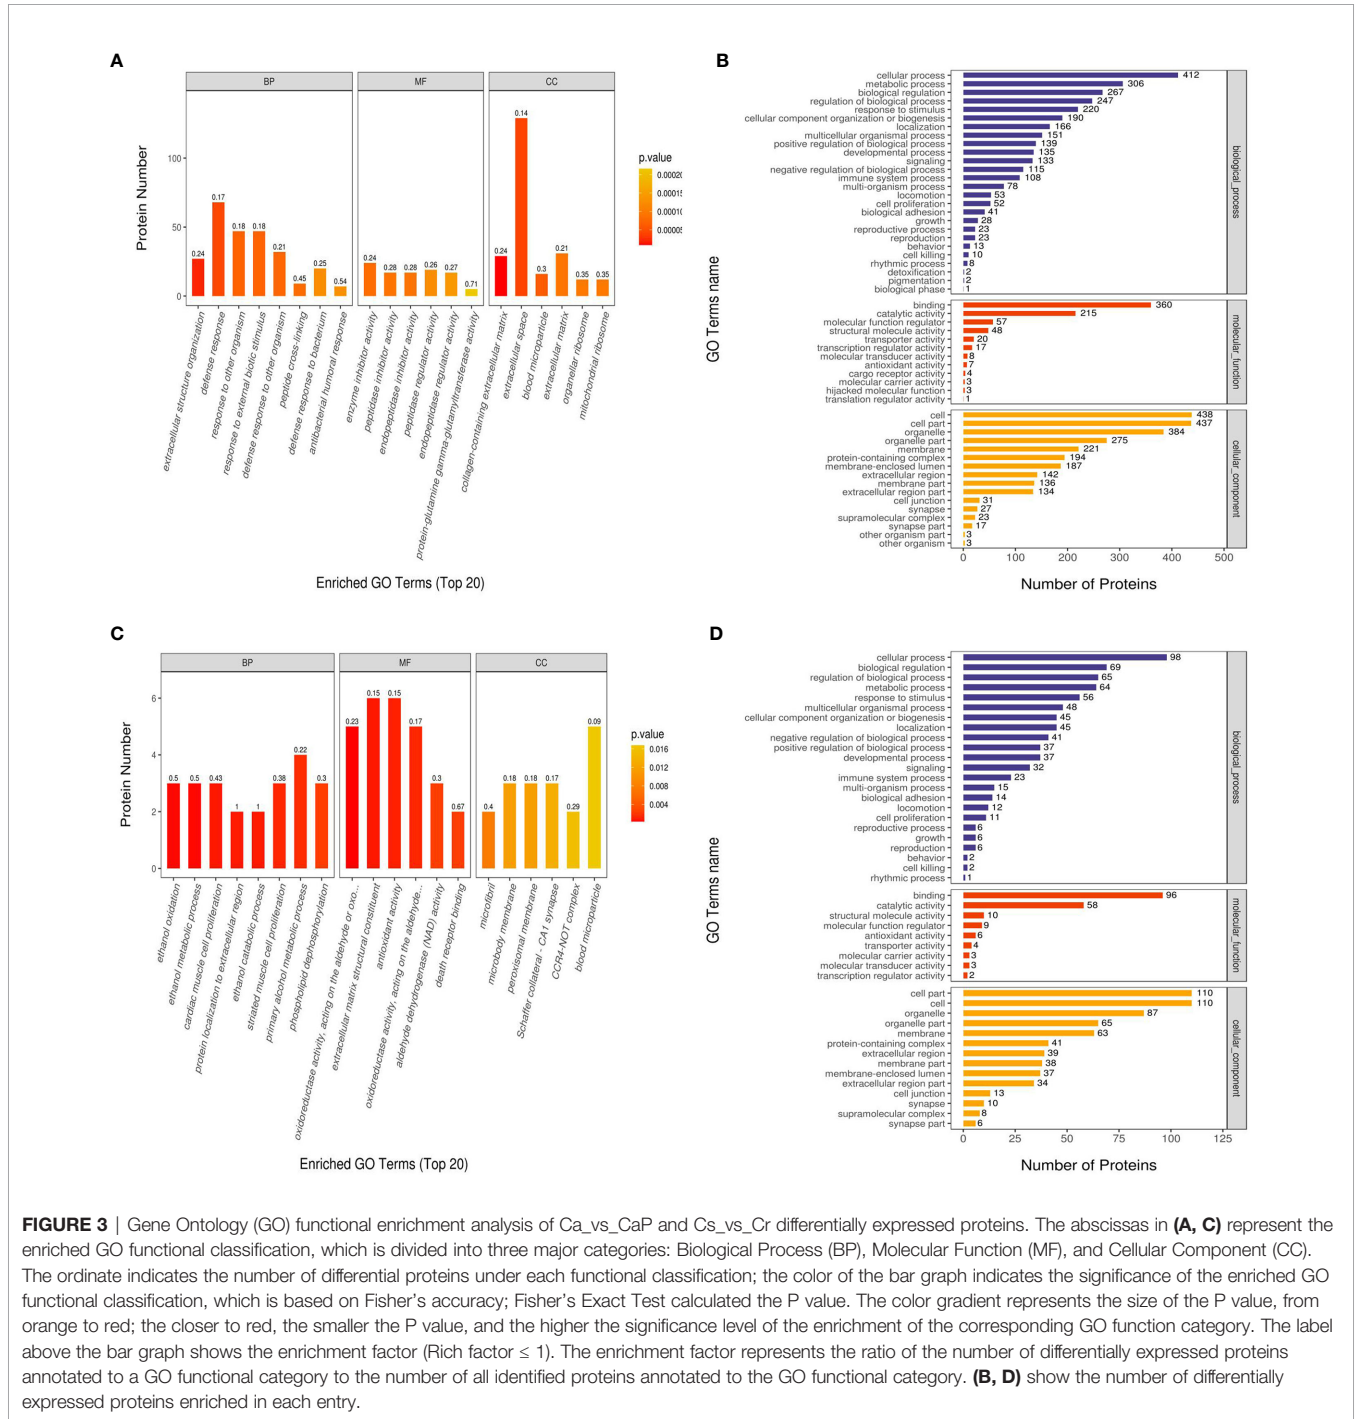 A
BP
MF
CC
Protein Number
100
50
0
0.24
0.17
0.18
0.18
0.21
0.45
0.25
0.54
0.24
0.28
0.28
0.26
0.27
0.71
0.24
0.14
0.3
0.21
0.35
0.35
extracellular structure organization
defense response
response to other organism
response to external biotic stimulus
defense response to other organism
peptide cross-linking
defense response to bacterium
antibacterial humoral response
enzyme inhibitor activity
peptidase inhibitor activity
endopeptidase inhibitor activity
peptidase regulator activity
endopeptidase regulator activity
protein-glutamine gamma-glutamyltransferase activity
collagen-containing extracellular matrix
extracellular space
blood microparticle
extracellular matrix
organellar ribosome
mitochondrial ribosome
Enriched GO Terms (Top 20)
p.value
0.00020
0.00015
0.00010
0.00005
B
GO Terms name
cellular process 412
metabolic process 306
biological regulation 267
regulation of biological process 247
response to stimulus 220
cellular component organization or biogenesis 190
localization 166
multicellular organismal process 151
positive regulation of biological process 139
developmental process 135
signaling 133
negative regulation of biological process 115
immune system process 108
multi-organism process 78
locomotion 53
cell proliferation 52
biological adhesion 41
growth 28
reproductive process 23
reproduction 23
behavior 13
cell killing 10
rhythmic process 8
detoxification 2
pigmentation 2
biological phase 1
biological_process
binding 360
catalytic activity 215
molecular function regulator 57
structural molecule activity 48
transporter activity 20
transcription regulator activity 17
molecular transducer activity 8
antioxidant activity 7
cargo receptor activity 4
molecular carrier activity 3
hijacked molecular function 3
translation regulator activity 1
molecular_function
cell 438
cell part 437
organelle 384
organelle part 275
membrane 221
protein-containing complex 194
membrane-enclosed lumen 187
extracellular region 142
membrane part 136
extracellular region part 134
cell junction 31
synapse 27
supramolecular complex 23
synapse part 17
other organism part 3
other organism 3
cellular_component
0 100 200 300 400 500
Number of Proteins
C
BP
MF
CC
Protein Number
6
4
2
0
0.5
0.5
0.43
1
1
0.38
0.22
0.3
0.23
0.15
0.15
0.17
0.3
0.67
0.4
0.18
0.18
0.17
0.29
0.09
ethanol oxidation
ethanol metabolic process
cardiac muscle cell proliferation
protein localization to extracellular region
ethanol catabolic process
striated muscle cell proliferation
primary alcohol metabolic process
phospholipid dephosphorylation
oxidoreductase activity, acting on the aldehyde or oxo...
extracellular matrix structural constituent
antioxidant activity
oxidoreductase activity, acting on the aldehyde...
aldehyde dehydrogenase (NAD) activity
death receptor binding
microfibril
microbody membrane
peroxisomal membrane
Schaffer collateral - CA1 synapse
CCR4-NOT complex
blood microparticle
Enriched GO Terms (Top 20)
p.value
0.016
0.012
0.008
0.004
D
GO Terms name
cellular process 98
biological regulation 69
regulation of biological process 65
metabolic process 64
response to stimulus 56
multicellular organismal process 48
cellular component organization or biogenesis 45
localization 45
negative regulation of biological process 41
positive regulation of biological process 37
developmental process 37
signaling 32
immune system process 23
multi-organism process 15
biological adhesion 14
locomotion 12
cell proliferation 11
reproductive process 6
growth 6
reproduction 6
behavior 2
cell killing 2
rhythmic process 1
biological_process
binding 96
catalytic activity 58
structural molecule activity 10
molecular function regulator 9
antioxidant activity 6
transporter activity 4
molecular carrier activity 3
molecular transducer activity 3
transcription regulator activity 2
molecular_function
cell part 110
cell 110
organelle 87
organelle part 65
membrane 63
protein-containing complex 41
extracellular region 39
membrane part 38
membrane-enclosed lumen 37
extracellular region part 34
cell junction 13
synapse 10
supramolecular complex 8
synapse part 6
cellular_component
0 25 50 75 100 125
Number of Proteins
FIGURE 3 | Gene Ontology (GO) functional enrichment analysis of Ca_vs_CaP and Cs_vs_Cr differentially expressed proteins. The abscissas in (A, C) represent the
enriched GO functional classification, which is divided into three major categories: Biological Process (BP), Molecular Function (MF), and Cellular Component (CC).
The ordinate indicates the number of differential proteins under each functional classification; the color of the bar graph indicates the significance of the enriched GO
functional classification, which is based on Fisher's accuracy; Fisher's Exact Test calculated the P value. The color gradient represents the size of the P value, from
orange to red; the closer to red, the smaller the P value, and the higher the significance level of the enrichment of the corresponding GO function category. The label
above the bar graph shows the enrichment factor (Rich factor ≤ 1). The enrichment factor represents the ratio of the number of differentially expressed proteins
annotated to a GO functional category to the number of all identified proteins annotated to the GO functional category. (B, D) show the number of differentially
expressed proteins enriched in each entry.